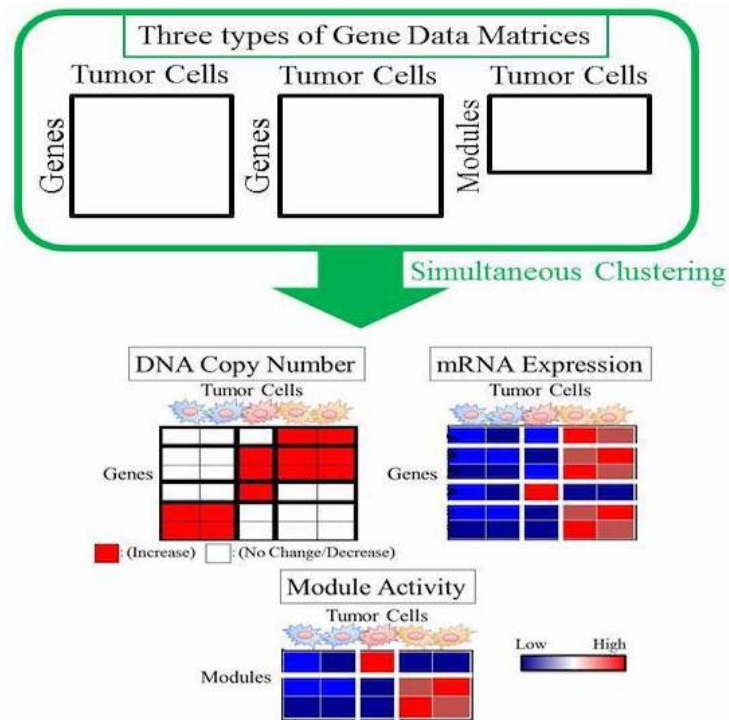 Three types of Gene Data Matrices
Tumor Cells Tumor Cells Tumor Cells
Genes Genes Modules
Simultaneous Clustering
DNA Copy Number mRNA Expression
Tumor Cells Tumor Cells
Genes Genes
: (Increase) : (No Change/Decrease)
Module Activity
Tumor Cells
Low High
Modules